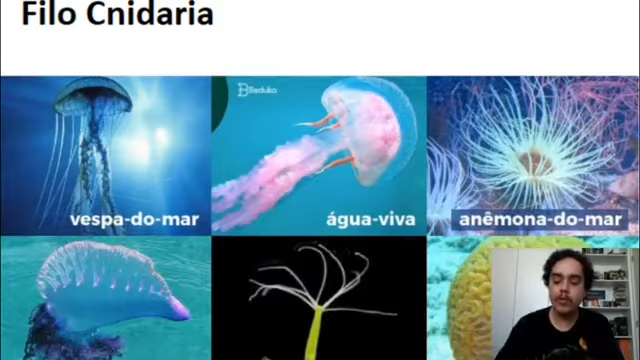 Filo Cnidaria
Beduka
vespa-do-mar
água-viva
anêmona-do-mar